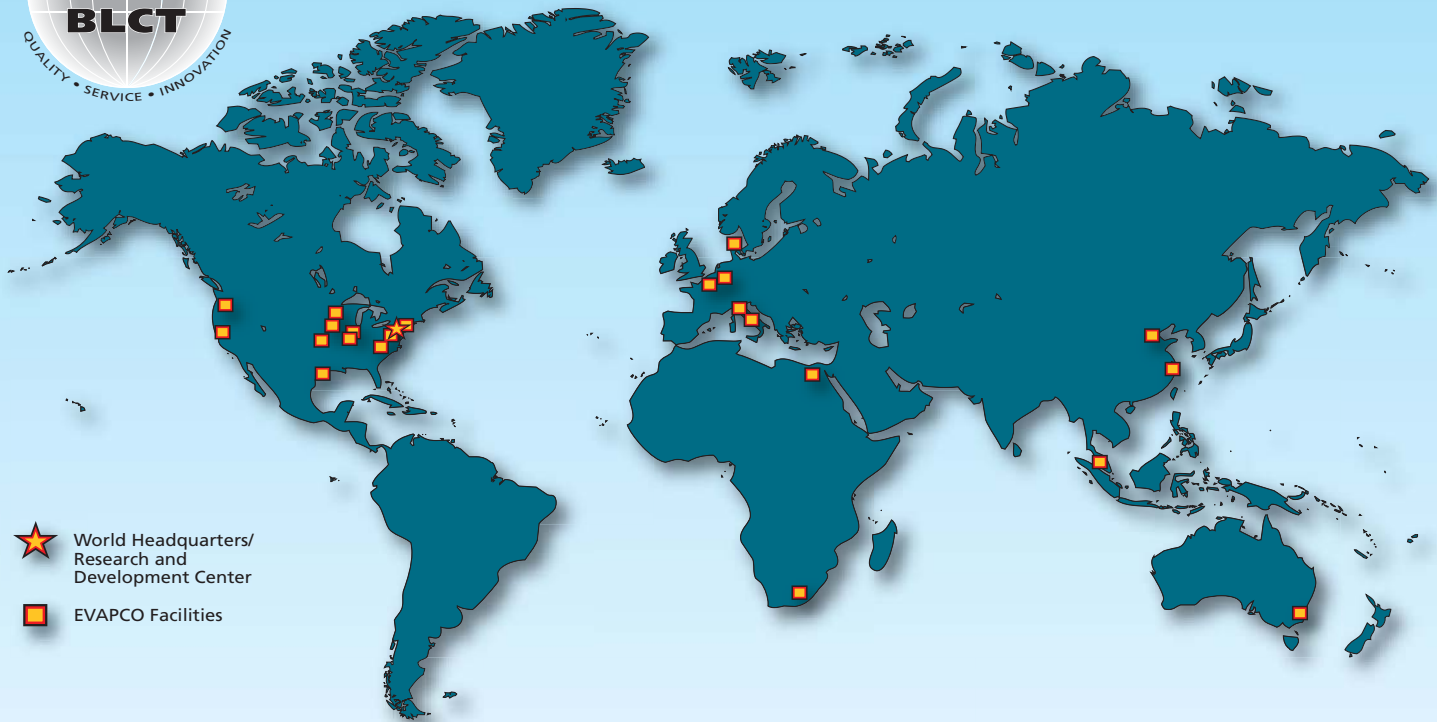 BLCT
QUALITY • SERVICE • INNOVATION
World Headquarters/
Research and
Development Center
EVAPCO Facilities